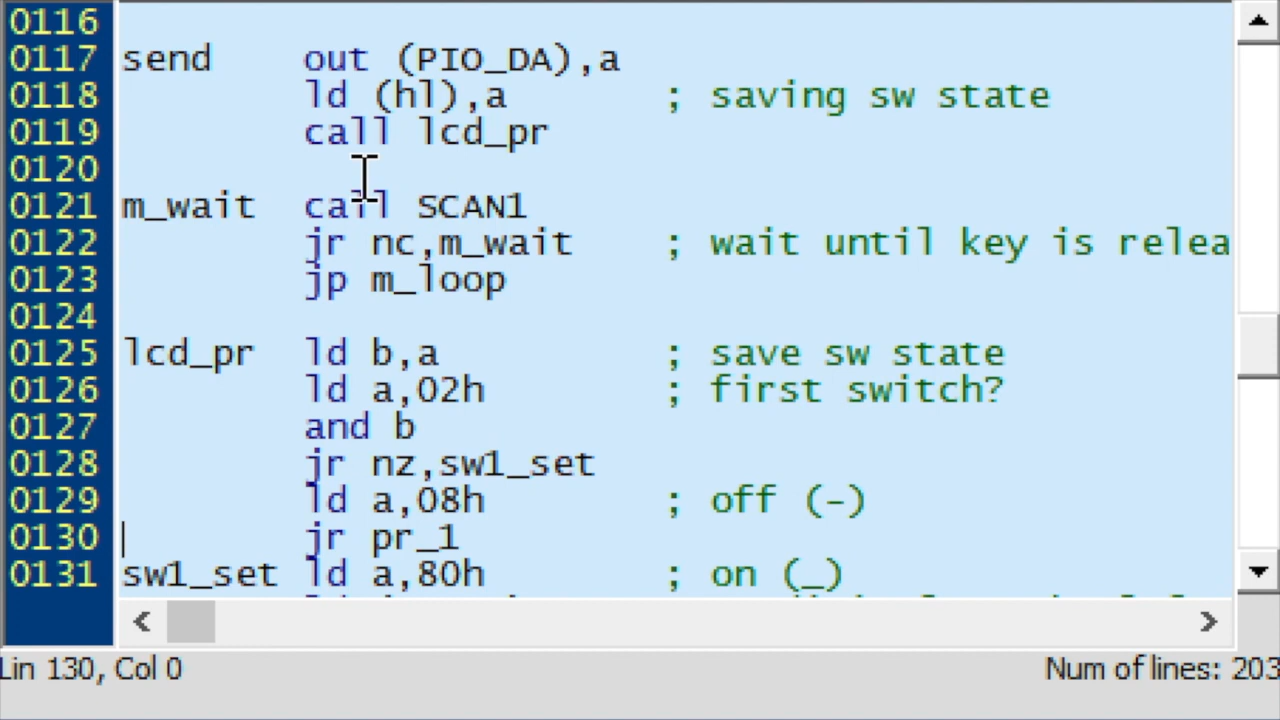 0116
0117 send out (PIO_DA),a
0118 ld (hl),a ; saving sw state
0119 call lcd_pr
0120
0121 m_wait call SCAN1
0122 jr nc,m_wait ; wait until key is relea
0123 jp m_loop
0124
0125 lcd_pr ld b,a ; save sw state
0126 ld a,02h ; first switch?
0127 and b
0128 jr nz,sw1_set
0129 ld a,08h ; off (-)
0130 jr pr_1
0131 sw1_set ld a,80h ; on (_)
Lin 130, Col 0 Num of lines: 203